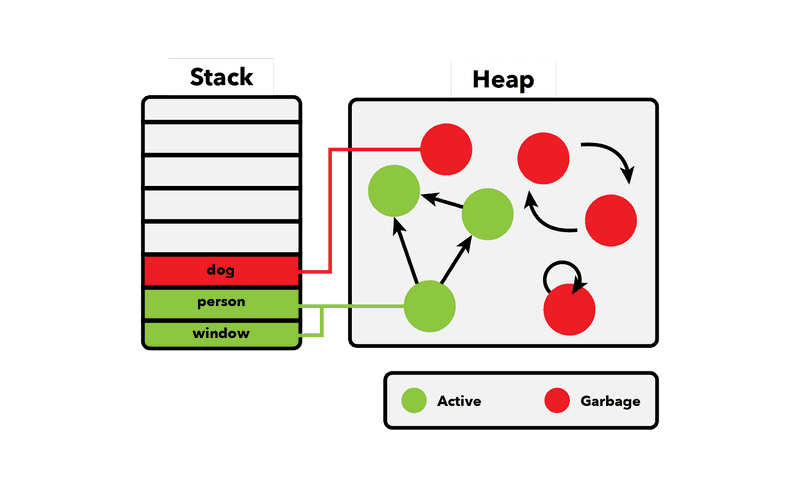 Stack
Heap
dog
person
window
Active
Garbage